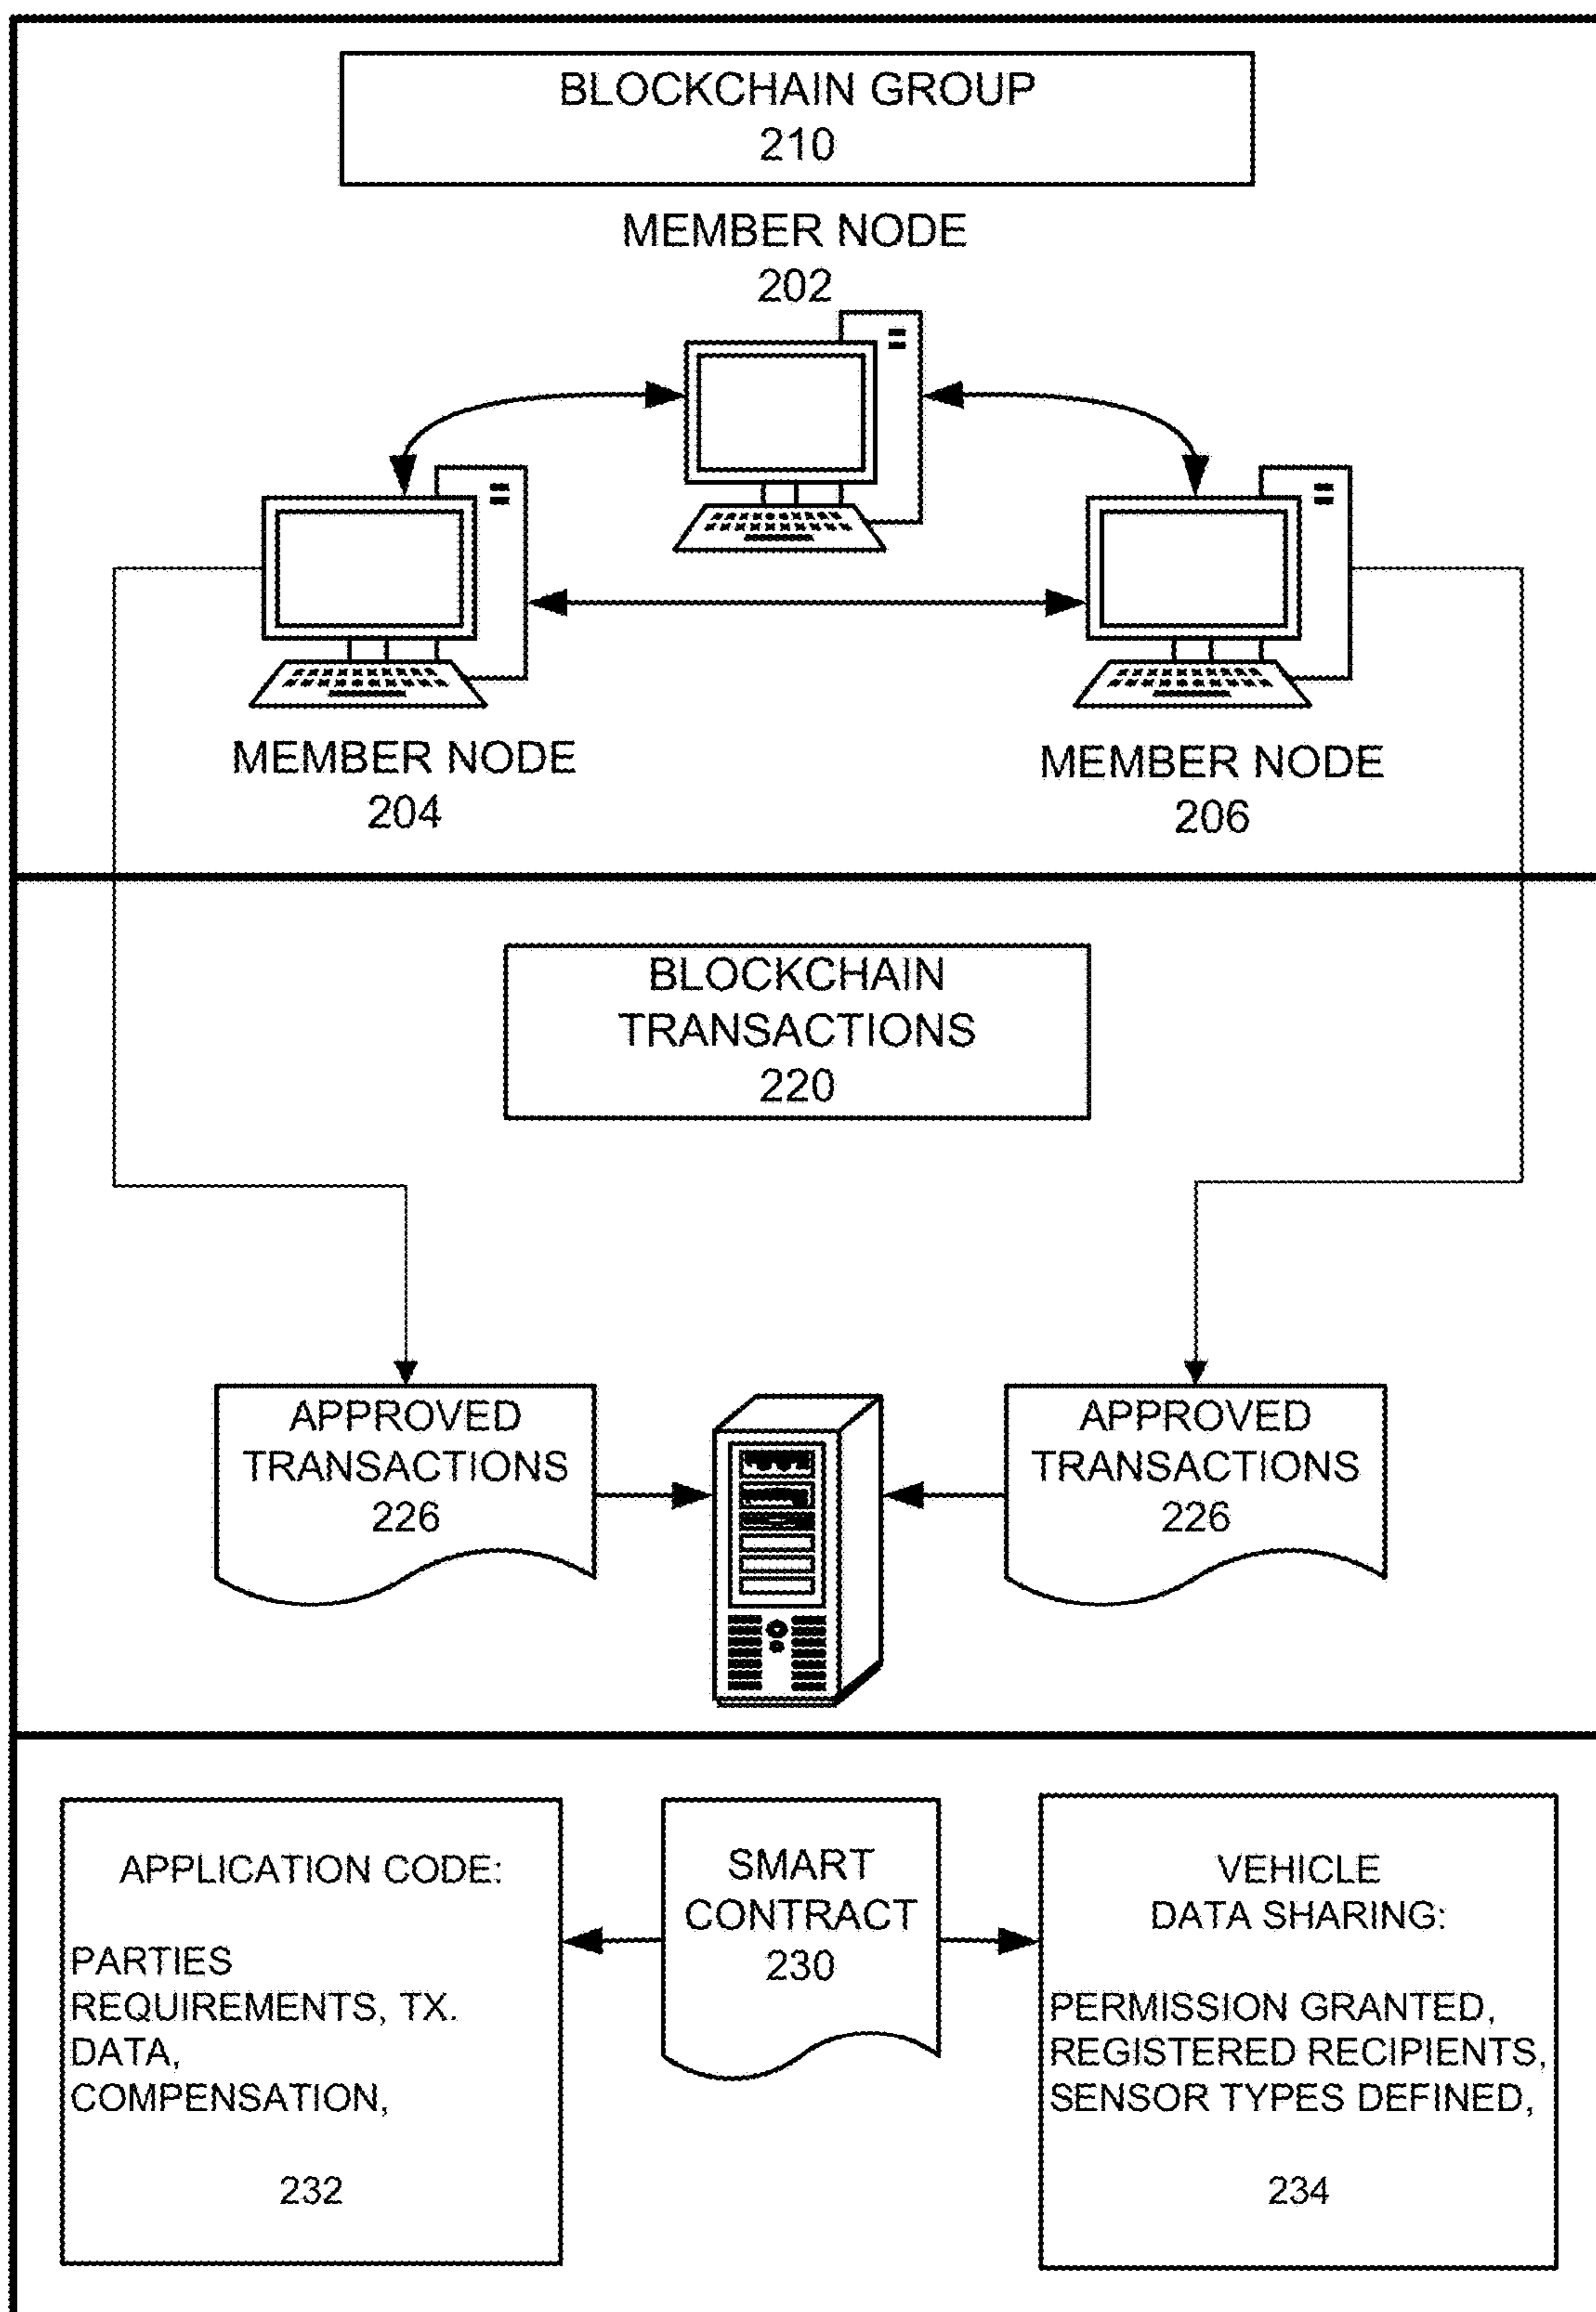 BLOCKCHAIN GROUP
210
MEMBER NODE
202
MEMBER NODE
204
MEMBER NODE
206
BLOCKCHAIN
TRANSACTIONS
220
APPROVED
TRANSACTIONS
226
APPROVED
TRANSACTIONS
226
APPLICATION CODE:
PARTIES
REQUIREMENTS, TX.
DATA,
COMPENSATION,
232
SMART
CONTRACT
230
VEHICLE
DATA SHARING:
PERMISSION GRANTED,
REGISTERED RECIPIENTS,
SENSOR TYPES DEFINED,
234